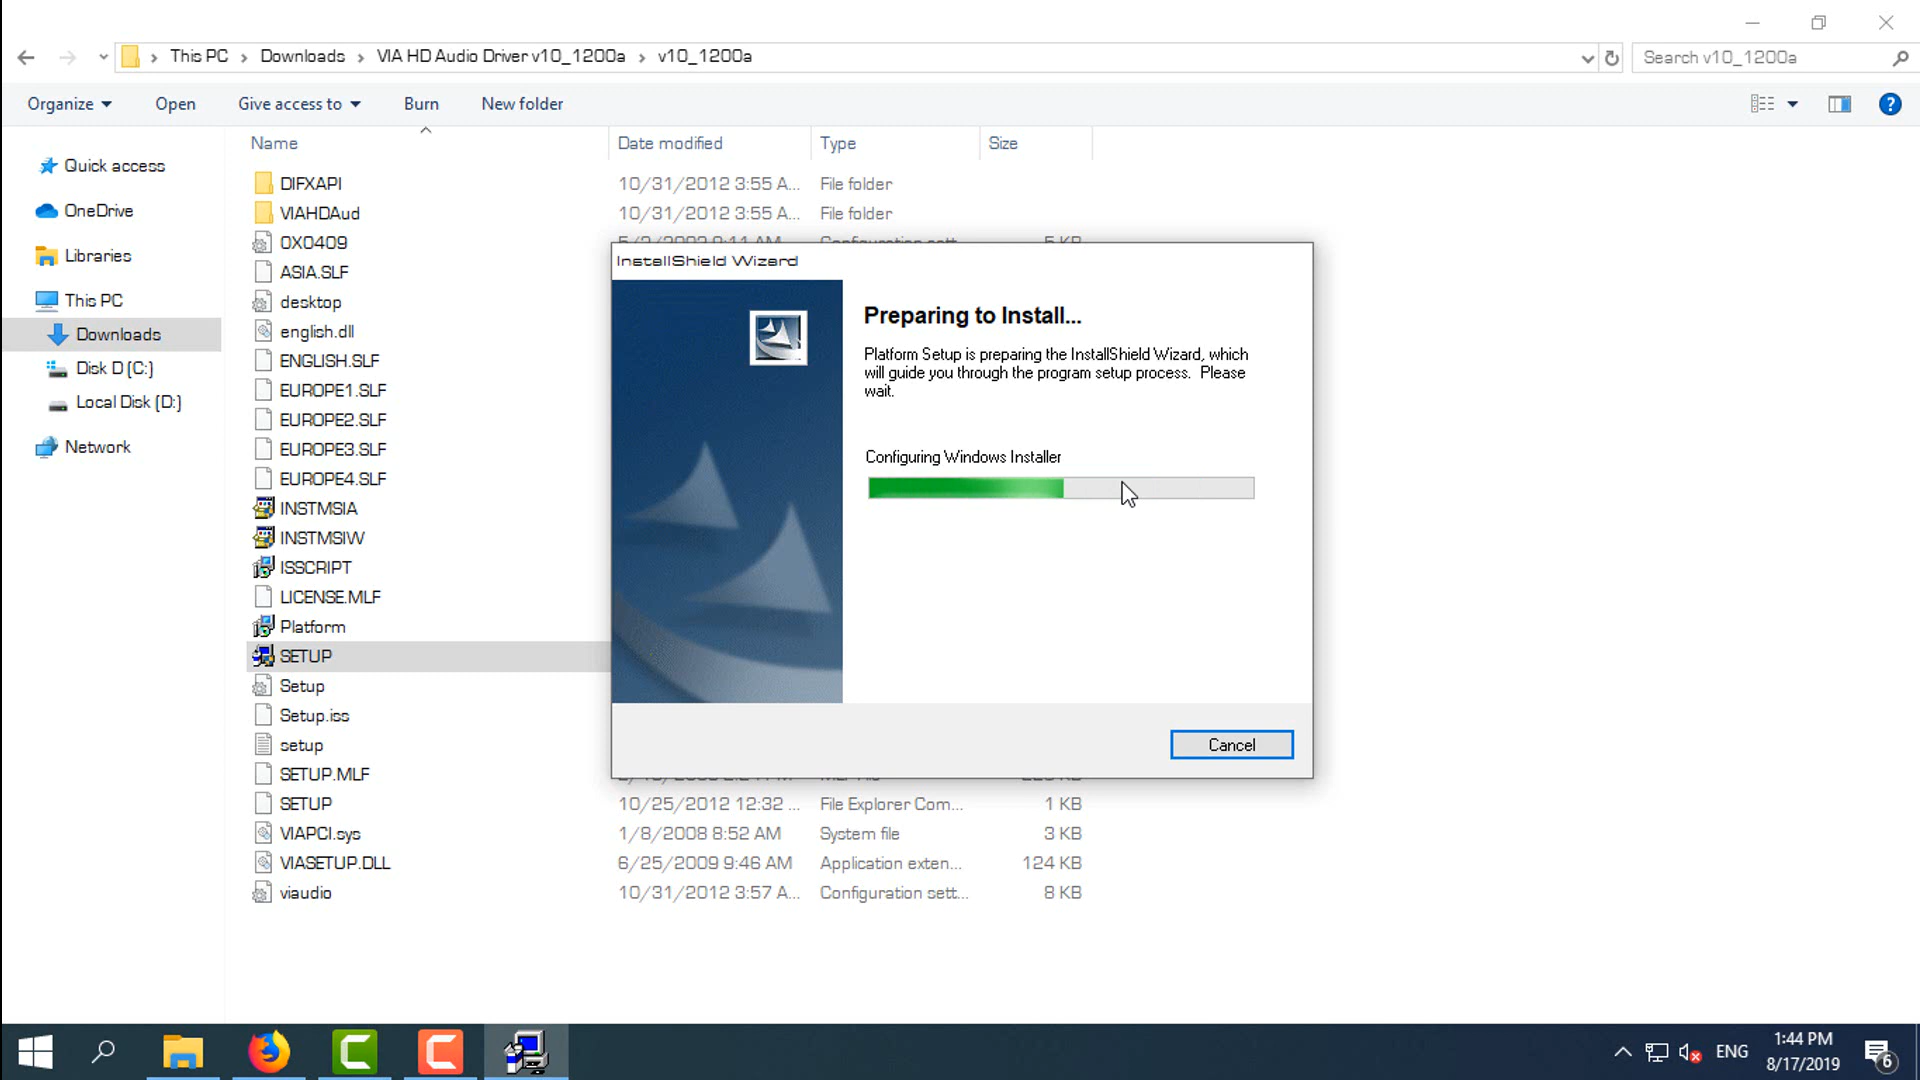 This PC
Downloads
VIA HD Audio Driver v10_1200a
v10_1200a
Search v10_1200a
Organize
Open
Give access to
Burn
New folder
Name
Date modified
Type
Size
Quick access
OneDrive
Libraries
This PC
Downloads
Disk D (C:)
Local Disk (D:)
Network
DIFXAPI 10/31/2012 3:55 A... File folder
VIAHDAud 10/31/2012 3:55 A... File folder
0X0409
ASIA.SLF
desktop
english.dll
ENGLISH.SLF
EUROPE1.SLF
EUROPE2.SLF
EUROPE3.SLF
EUROPE4.SLF
INSTMSIA
INSTMSIW
ISSCRIPT
LICENSE.MLF
Platform
SETUP
Setup
Setup.iss
setup
SETUP.MLF
SETUP 10/25/2012 12:32 ... File Explorer Com... 1 KB
VIAPCI.sys 1/8/2008 8:52 AM System file 3 KB
VIASETUP.DLL 6/25/2009 9:46 AM Application exten... 124 KB
viaudio 10/31/2012 3:57 A... Configuration sett... 8 KB
InstallShield Wizard
Preparing to Install...
Platform Setup is preparing the InstallShield Wizard, which
will guide you through the program setup process. Please
wait.
Configuring Windows Installer
Cancel
ENG
1:44 PM
8/17/2019
6